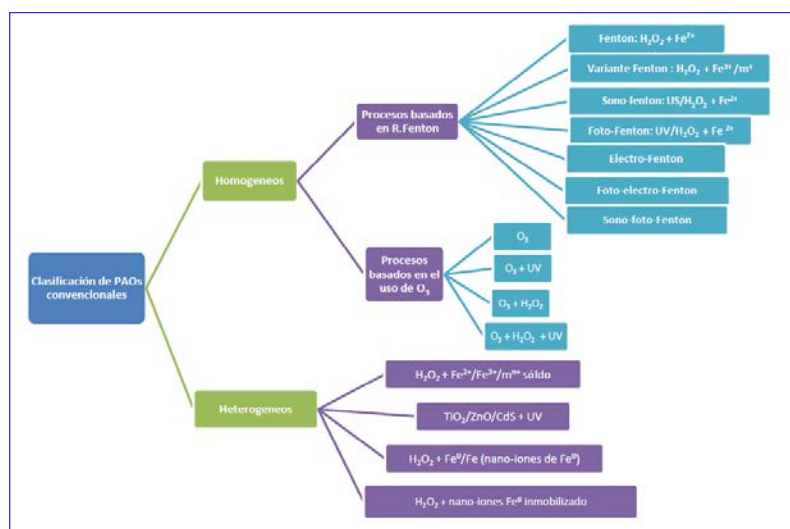 Clasificación de PAOs
convencionales
Homogeneos
Procesos basados
en R.Fenton
Fenton: H₂O₂ + Fe²⁺
Variante Fenton : H₂O₂ + Fe³⁺ /m⁺
Sono-fenton: US/H₂O₂ + Fe²⁺
Foto-Fenton: UV/H₂O₂ + Fe ²⁺
Electro-Fenton
Foto-electro-Fenton
Sono-foto-Fenton
Procesos
basados en el
uso de O₃
O₃
O₃ + UV
O₃ + H₂O₂
O₃ + H₂O₂ + UV
Heterogeneos
H₂O₂ + Fe²⁺/Fe³⁺/mⁿ⁺ sóldo
TiO₂/ZnO/CdS + UV
H₂O₂ + Fe⁰/Fe (nano-iones de Fe⁰)
H₂O₂ + nano-iones Fe⁰ inmobilizado